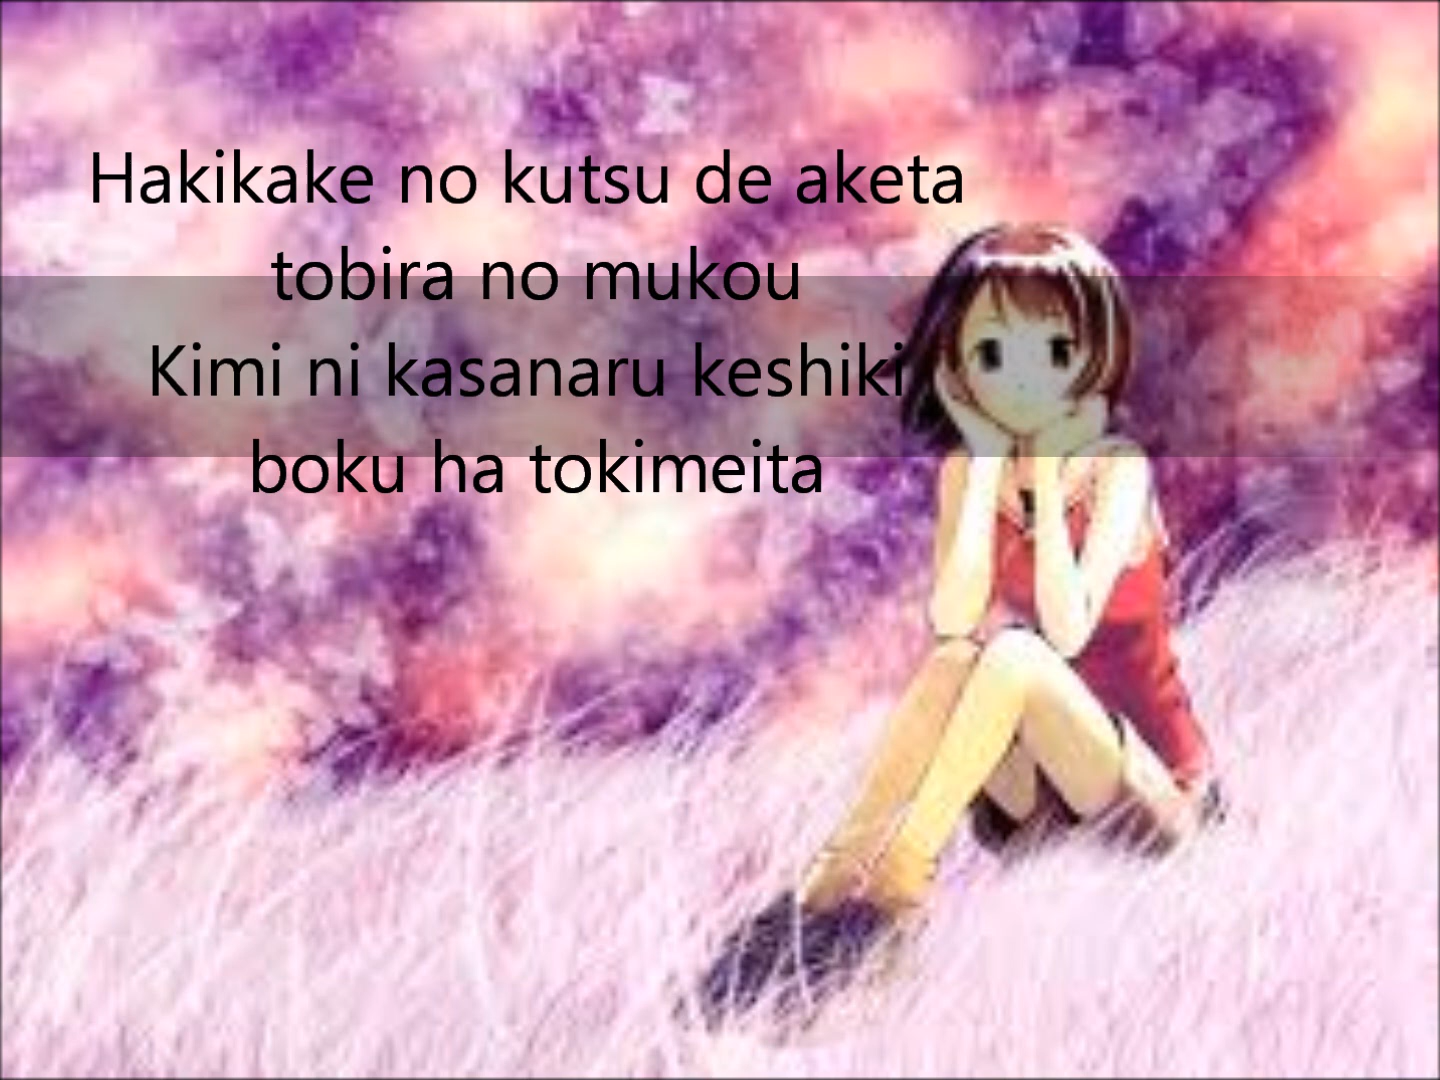 Hakikake no kutsu de aketa
tobira no mukou
Kimi ni kasanaru keshiki
boku ha tokimeita